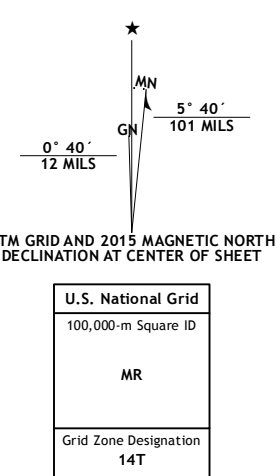 ★
MN
GN
5° 40´
101 MILS
0° 40´
12 MILS
TM GRID AND 2015 MAGNETIC NORTH
DECLINATION AT CENTER OF SHEET
U.S. National Grid
100,000-m Square ID
MR
Grid Zone Designation
14T